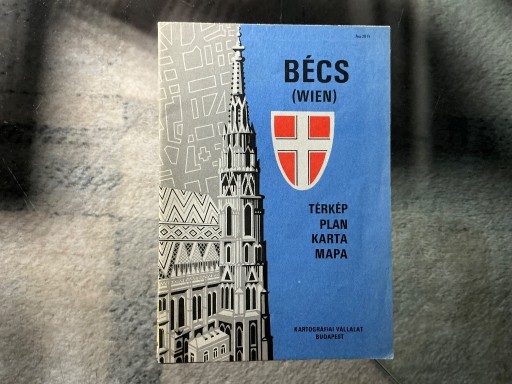 BÉCS
(WIEN)
TÉRKÉP
PLAN
KARTA
MAPA
KARTOGRÁFIAI VÁLLALAT
BUDAPEST